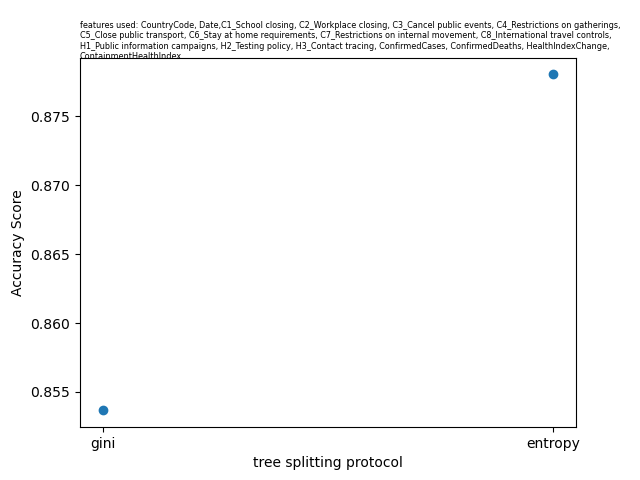 features used: CountryCode, Date,C1_School closing, C2_Workplace closing, C3_Cancel public events, C4_Restrictions on gatherings,
C5_Close public transport, C6_Stay at home requirements, C7_Restrictions on internal movement, C8_International travel controls,
H1_Public information campaigns, H2_Testing policy, H3_Contact tracing, ConfirmedCases, ConfirmedDeaths, HealthIndexChange,
ContainmentHealthIndex
0.875
0.870
0.865
0.860
0.855
Accuracy Score
gini
entropy
tree splitting protocol